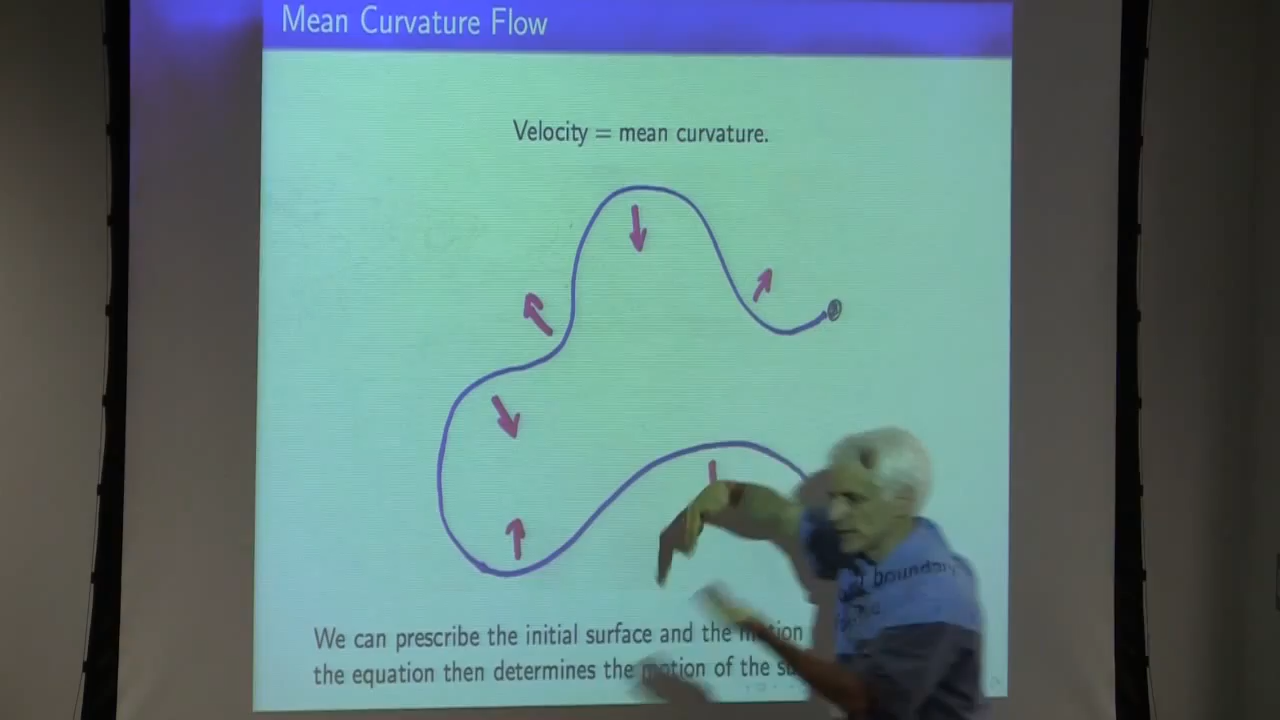 Mean Curvature Flow
Velocity = mean curvature.
We can prescribe the initial surface and the motion boundary
the equation then determines the motion of the